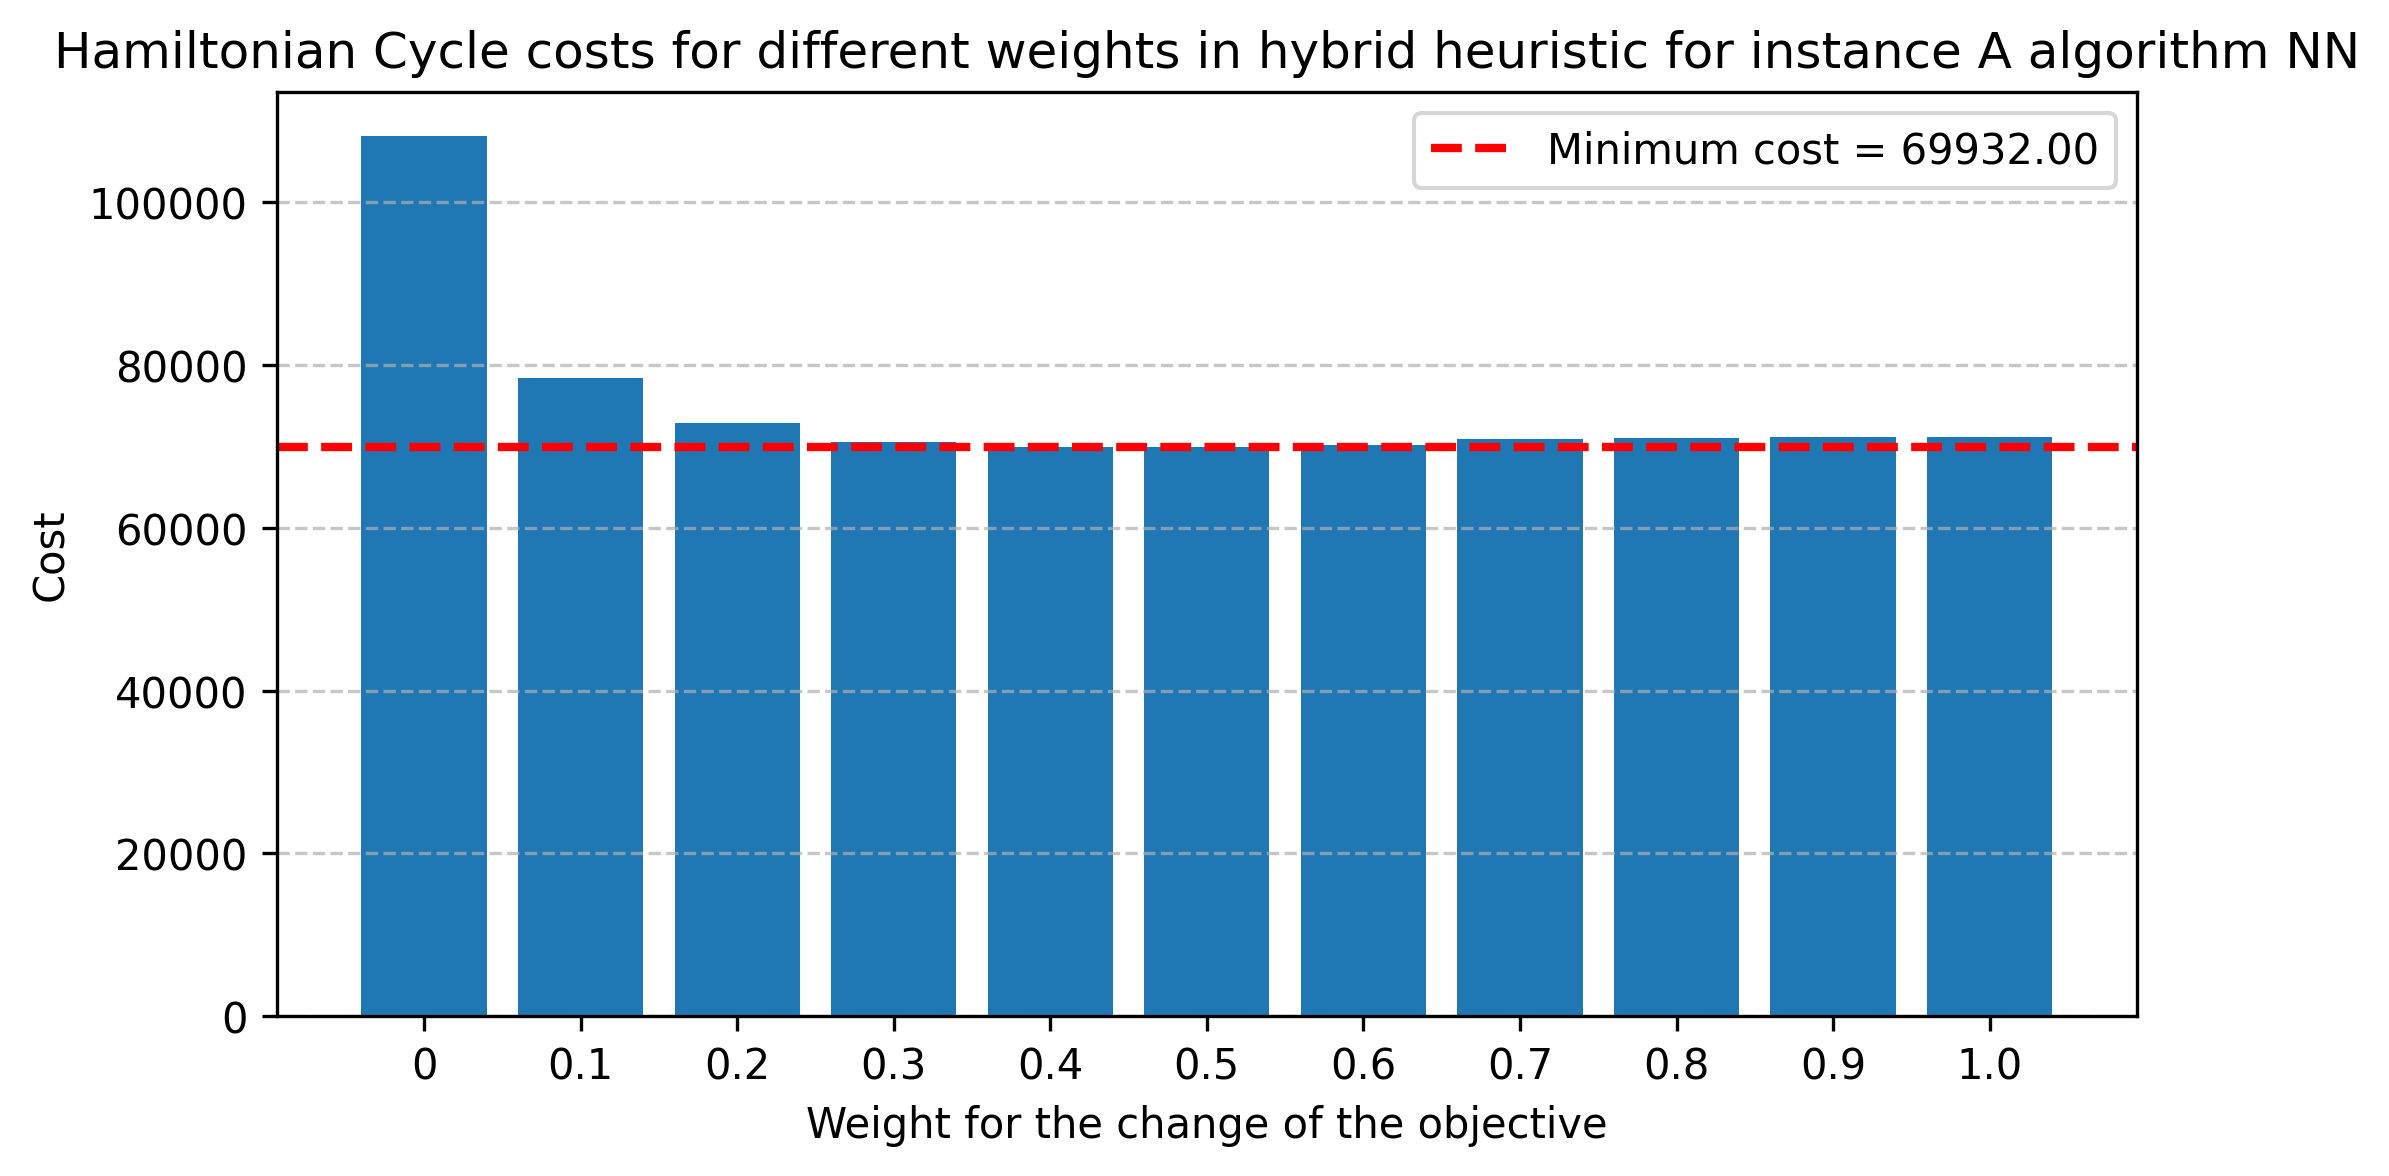 Hamiltonian Cycle costs for different weights in hybrid heuristic for instance A algorithm NN
Minimum cost = 69932.00
100000
80000
60000
40000
20000
0
Cost
0 0.1 0.2 0.3 0.4 0.5 0.6 0.7 0.8 0.9 1.0
Weight for the change of the objective